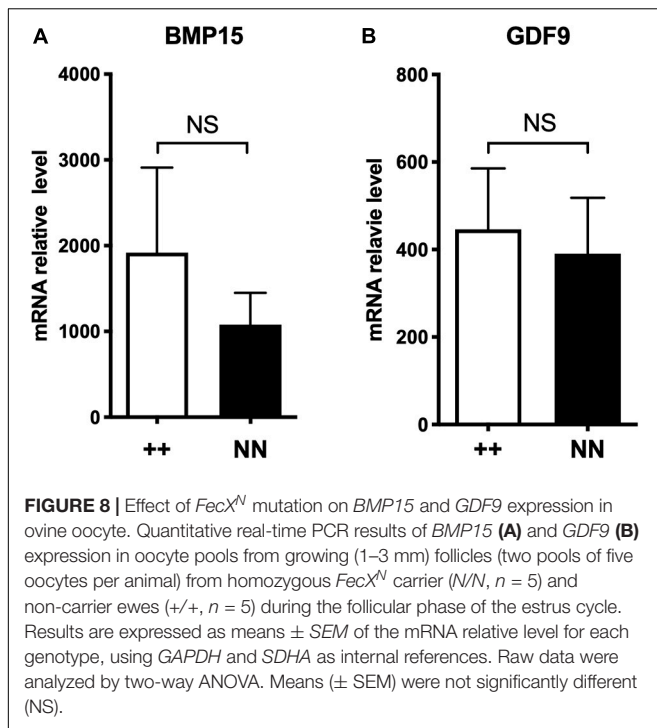 A BMP15
4000
3000
2000
1000
0
mRNA relative level
NS
++ NN
B GDF9
800
600
400
200
0
mRNA relavie level
NS
++ NN
FIGURE 8 | Effect of FecX^N mutation on BMP15 and GDF9 expression in
ovine oocyte. Quantitative real-time PCR results of BMP15 (A) and GDF9 (B)
expression in oocyte pools from growing (1–3 mm) follicles (two pools of five
oocytes per animal) from homozygous FecX^N carrier (N/N, n = 5) and
non-carrier ewes (+/+, n = 5) during the follicular phase of the estrus cycle.
Results are expressed as means ± SEM of the mRNA relative level for each
genotype, using GAPDH and SDHA as internal references. Raw data were
analyzed by two-way ANOVA. Means (± SEM) were not significantly different
(NS).